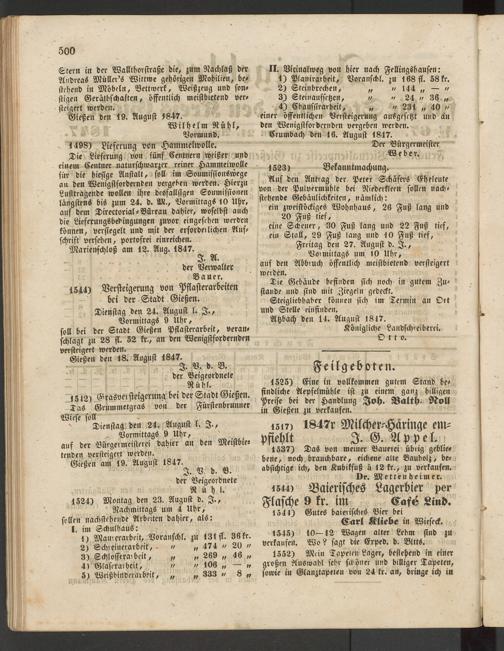 500
Stern in der Wallthorstraße die, zum Nachlaß der
Andreas Müller's Wittwe gehörigen Mobilien, be-
stehend in Möbeln, Bettwerk, Weißzeug und son-
stigen Geräthschaften, öffentlich meistbietend ver-
steigert werden.
Gießen den 19. August 1847.
Wilhelm Rühl,
Vormund.
1498) Lieferung von Hammelwolle.
Die Lieferung von fünf Centnern weißer und
einem Centner naturschwarzer reiner Hammelwolle
für die hiesige Anstalt, soll im Soumissionswege
an den Wenigstfordernden vergeben werden. Hierzu
Lusttragende wollen ihre desfallsigen Soumissionen
längstens bis zum 24. d. M., Vormittags 10 Uhr,
auf dem Directorial-Büreau dahier, woselbst auch
die Lieferungsbedingungen zuvor eingesehen werden
können, versiegelt und mit der erforderlichen Auf-
schrift versehen, portofrei einreichen.
Marienschloß am 12. Aug. 1847.
J. A.
der Verwalter
Bauer.
1544) Versteigerung von Pflasterarbeiten
bei der Stadt Gießen.
Dienstag den 24. August l. J.,
Vormittags 9 Uhr,
soll bei der Stadt Gießen Pflasterarbeit, veran-
schlagt zu 28 fl. 52 kr., an den Wenigstfordernden
versteigert werden.
Gießen den 18. August 1847.
J. V. d. B.
der Beigeordnete
Rühl.
1512) Grasversteigerung bei der Stadt Gießen.
Das Grummetgras von der Fürstenbrunner
Wiese soll
Dienstag den 24. August l. J.,
Vormittags 9 Uhr,
auf der Bürgermeisterei dahier an den Meistbie-
tenden versteigert werden.
Gießen am 19. August 1847.
J. V. d. B.
der Beigeordnete
Rühl.
1524) Montag den 23. August d. J.,
Nachmittags um 4 Uhr,
sollen nachstehende Arbeiten dahier, als:
I. im Schulhaus:
1) Maurerarbeit, Voranschl. zu 131 fl. 36 kr.
2) Schreinerarbeit, „ „ 474 „ 20 „
3) Schlosserarbeit, „ „ 269 „ 46 „
4) Glaserarbeit, „ „ 106 „ — „
5) Weißbinderarbeit, „ „ 333 „ 8 „
II. Vicinalweg von hier nach Fellingshausen:
1) Planirarbeit, Voranschl. zu 168 fl. 58 kr.
2) Steinbrechen, „ „ 144 „ — „
3) Steinaufsetzen, „ „ 24 „ 36 „
4) Chaussirarbeit, „ „ 231 „ 40 „
einer öffentlichen Versteigerung ausgesetzt und an
den Wenigstfordernden vergeben werden.
Crumbach den 16. August 1847.
Der Bürgermeister
Weber.
1523) Bekanntmachung.
Auf den Antrag der Peter Schäfers Eheleute
von der Pulvermühle bei Niederkleen sollen nach-
stehende Gebäulichkeiten, nämlich:
ein zweistöckiges Wohnhaus, 26 Fuß lang und
20 Fuß tief,
eine Scheuer, 30 Fuß lang und 22 Fuß tief,
ein Stall, 29 Fuß lang und 10 Fuß tief,
Freitag den 27. August d. J.,
Vormittags um 10 Uhr,
auf den Abbruch öffentlich meistbietend versteigert
werden.
Die Gebäude befinden sich noch in gutem Zu-
stande und sind mit Ziegeln gedeckt.
Steigliebhaber können sich im Termin an Ort
und Stelle einfinden.
Atzbach den 14. August 1847.
Königliche Landschreiberei.
Otto.
Feilgeboten.
1525) Eine in vollkommen gutem Stand be-
findliche Aepfelmühle ist zu einem ganz billigen
Preise bei der Handlung Joh. Balth. Noll
in Gießen zu verkaufen.
1517) 1847r Milcher-Häringe em-
pfiehlt J. G. Appel.
1537) Das von meiner Brauerei übrig gebliebe-
bene, noch brauchbare, eichene alte Bauholz, be-
absichtige ich, den Kubikfuß à 12 kr., zu verkaufen.
Dr. Mettenheimer.
1544) Baierisches Lagerbier per
Flasche 9 kr. im Café Lind.
1541) Gutes baierisches Bier bei
Carl Kliebe in Wieseck.
1545) 10—12 Wagen alter Lehm sind zu
verkaufen. Wo? sagt die Exped. d. Bltts.
1552) Mein Tapeten Lager, bestehend in einer
großen Auswahl sehr schöner und billiger Tapeten,
sowie in Glanztapeten von 24 kr. an, bringe ich in